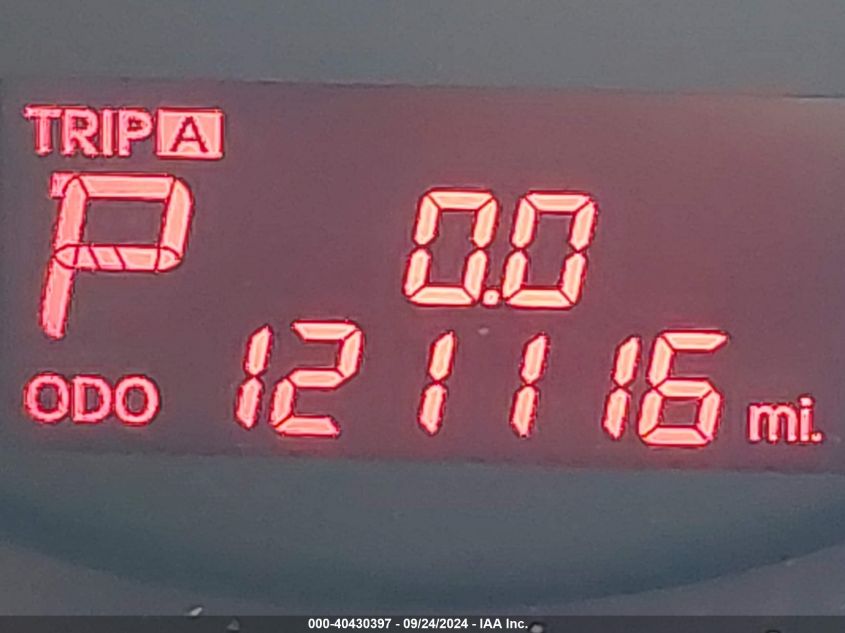 TRIP A
P 0.0
ODO 121116 mi.
000-40430397 - 09/24/2024 - IAA Inc.